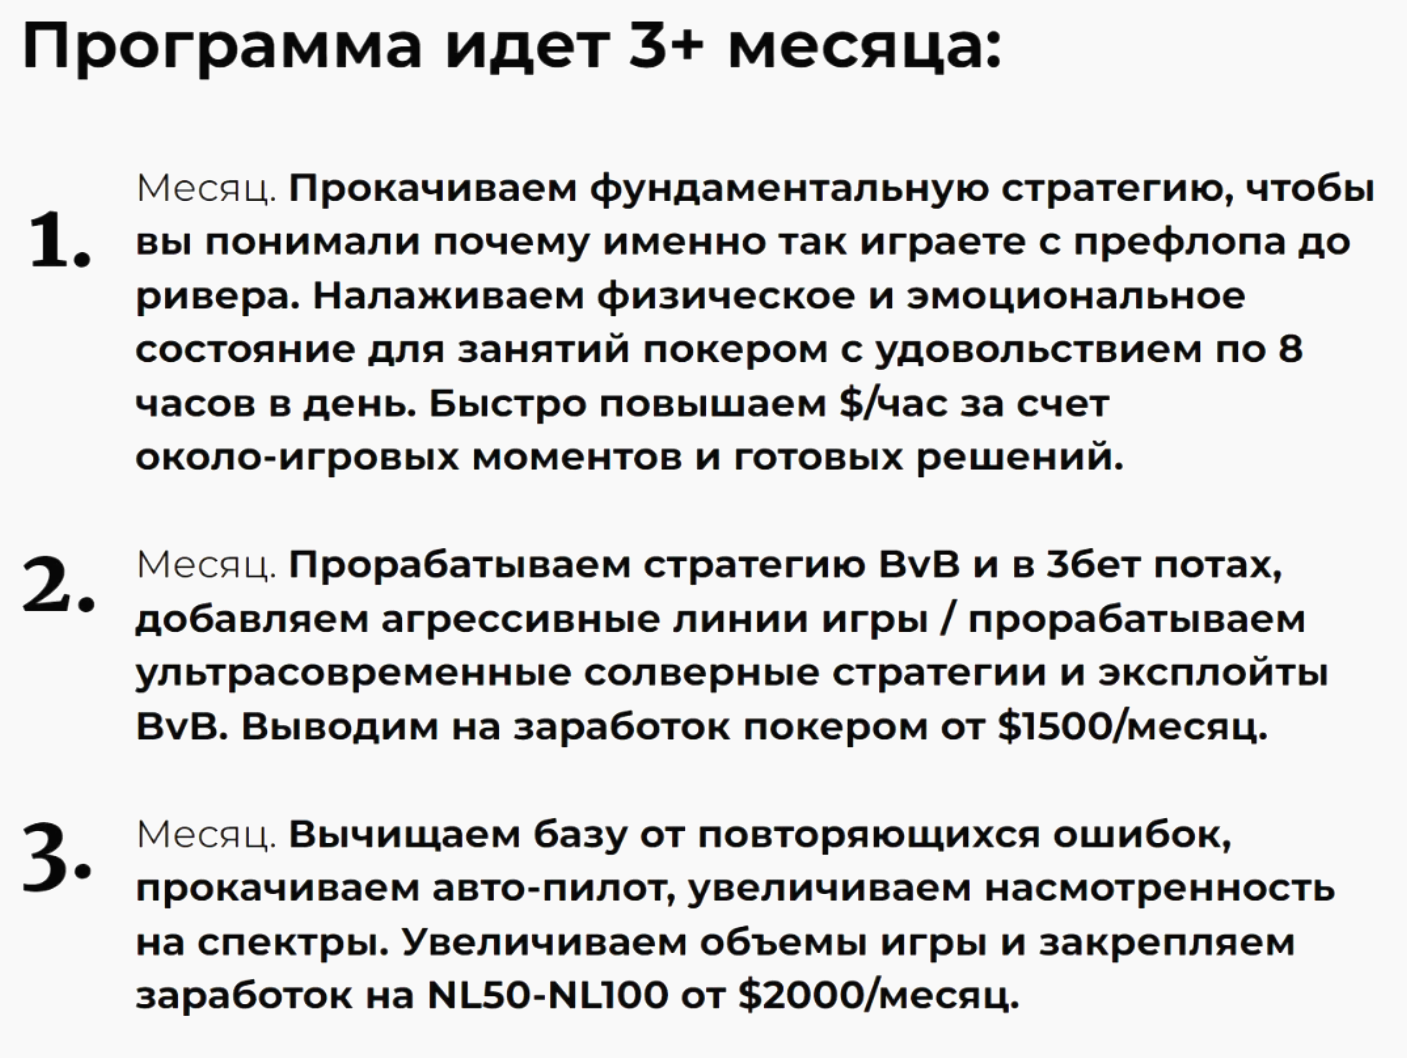 Программа идет 3+ месяца:
1.
Месяц. Прокачиваем фундаментальную стратегию, чтобы
вы понимали почему именно так играете с префлопа до
ривера. Налаживаем физическое и эмоциональное
состояние для занятий покером с удовольствием по 8
часов в день. Быстро повышаем $/час за счет
около-игровых моментов и готовых решений.
2.
Месяц. Прорабатываем стратегию BvB и в 3бет потах,
добавляем агрессивные линии игры / прорабатываем
ультрасовременные солверные стратегии и эксплойты
BvB. Выводим на заработок покером от $1500/месяц.
3.
Месяц. Вычищаем базу от повторяющихся ошибок,
прокачиваем авто-пилот, увеличиваем насмотренность
на спектры. Увеличиваем объемы игры и закрепляем
заработок на NL50-NL100 от $2000/месяц.